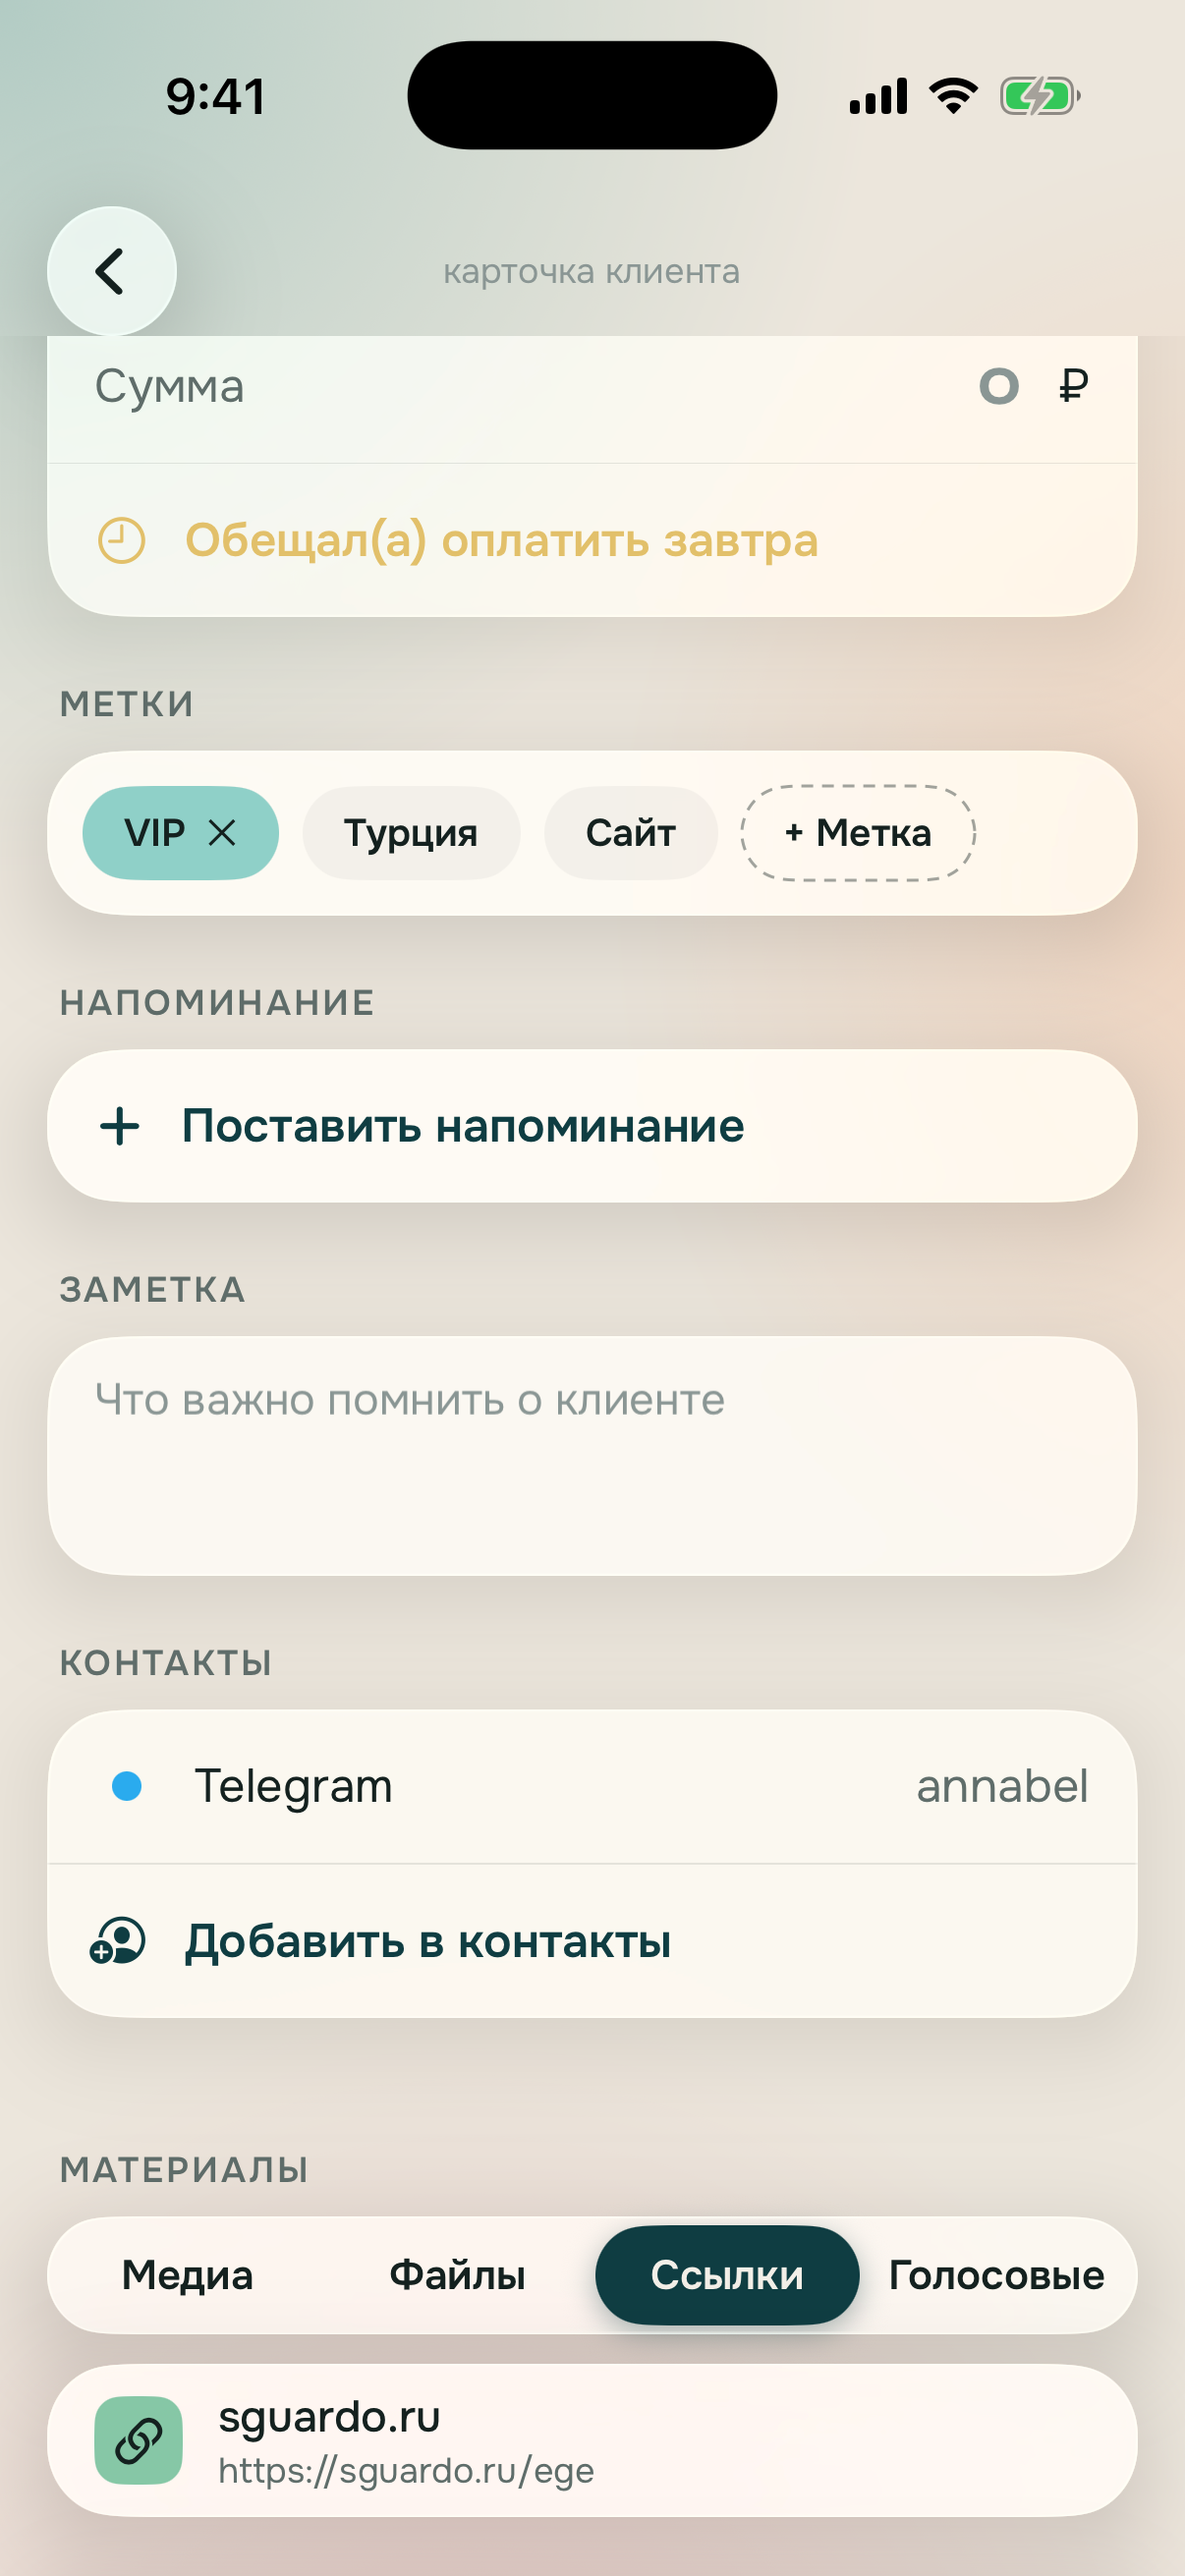 9:41
карточка клиента
Сумма 0 ₽
Обещал(а) оплатить завтра
МЕТКИ
VIP Турция Сайт + Метка
НАПОМИНАНИЕ
Поставить напоминание
ЗАМЕТКА
Что важно помнить о клиенте
КОНТАКТЫ
Telegram annabel
Добавить в контакты
МАТЕРИАЛЫ
Медиа Файлы Ссылки Голосовые
sguardo.ru
https://sguardo.ru/ege